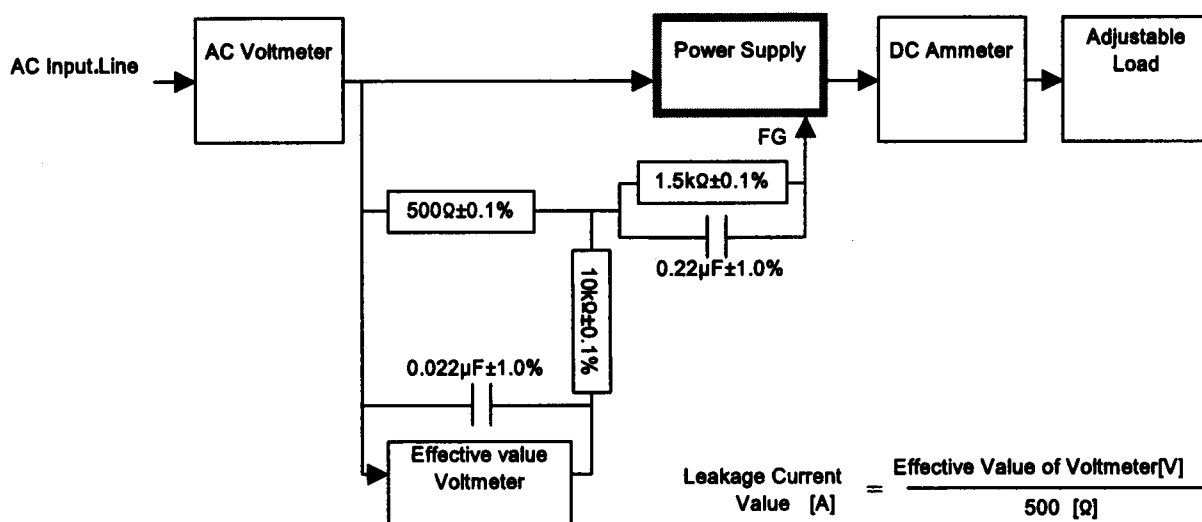 AC Input.Line
AC Voltmeter
Power Supply
DC Ammeter
Adjustable
Load
FG
500Ω±0.1%
1.5kΩ±0.1%
0.22µF±1.0%
10kΩ±0.1%
0.022µF±1.0%
Effective value
Voltmeter
Leakage Current
Value [A]
=
Effective Value of Voltmeter[V]
500 [Ω]